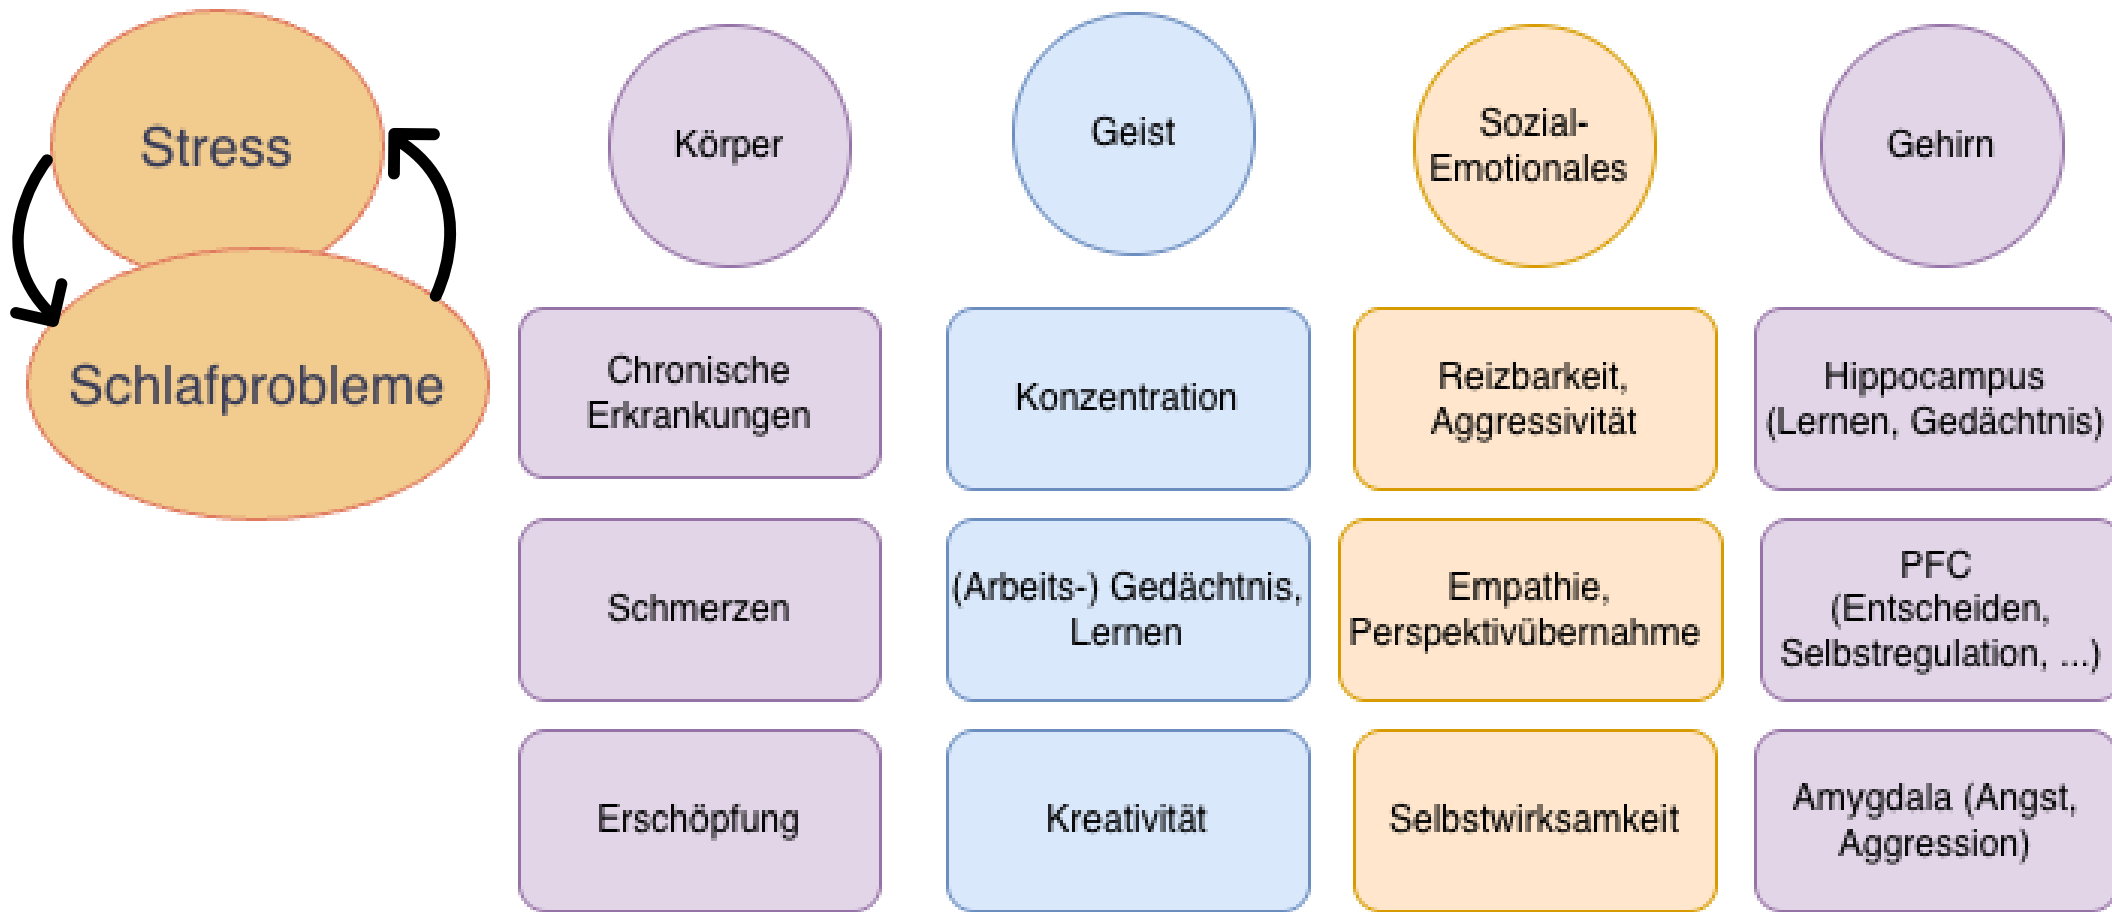 Stress
Schlafprobleme
Körper
Chronische
Erkrankungen
Schmerzen
Erschöpfung
Geist
Konzentration
(Arbeits-) Gedächtnis,
Lernen
Kreativität
Sozial-
Emotionales
Reizbarkeit,
Aggressivität
Empathie,
Perspektivübernahme
Selbstwirksamkeit
Gehirn
Hippocampus
(Lernen, Gedächtnis)
PFC
(Entscheiden,
Selbstregulation, ...)
Amygdala (Angst,
Aggression)